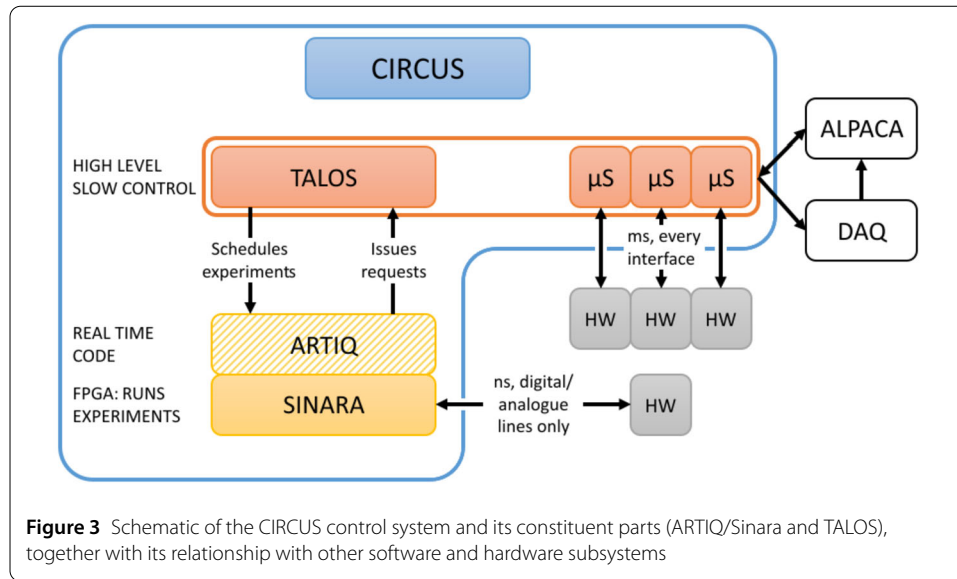 CIRCUS
HIGH LEVEL
SLOW CONTROL
TALOS
µS µS µS
ALPACA
DAQ
Schedules
experiments
Issues
requests
ms, every
interface
HW HW HW
REAL TIME
CODE
ARTIQ
FPGA: RUNS
EXPERIMENTS
SINARA
ns, digital/
analogue
lines only
HW
Figure 3 Schematic of the CIRCUS control system and its constituent parts (ARTIQ/Sinara and TALOS),
together with its relationship with other software and hardware subsystems